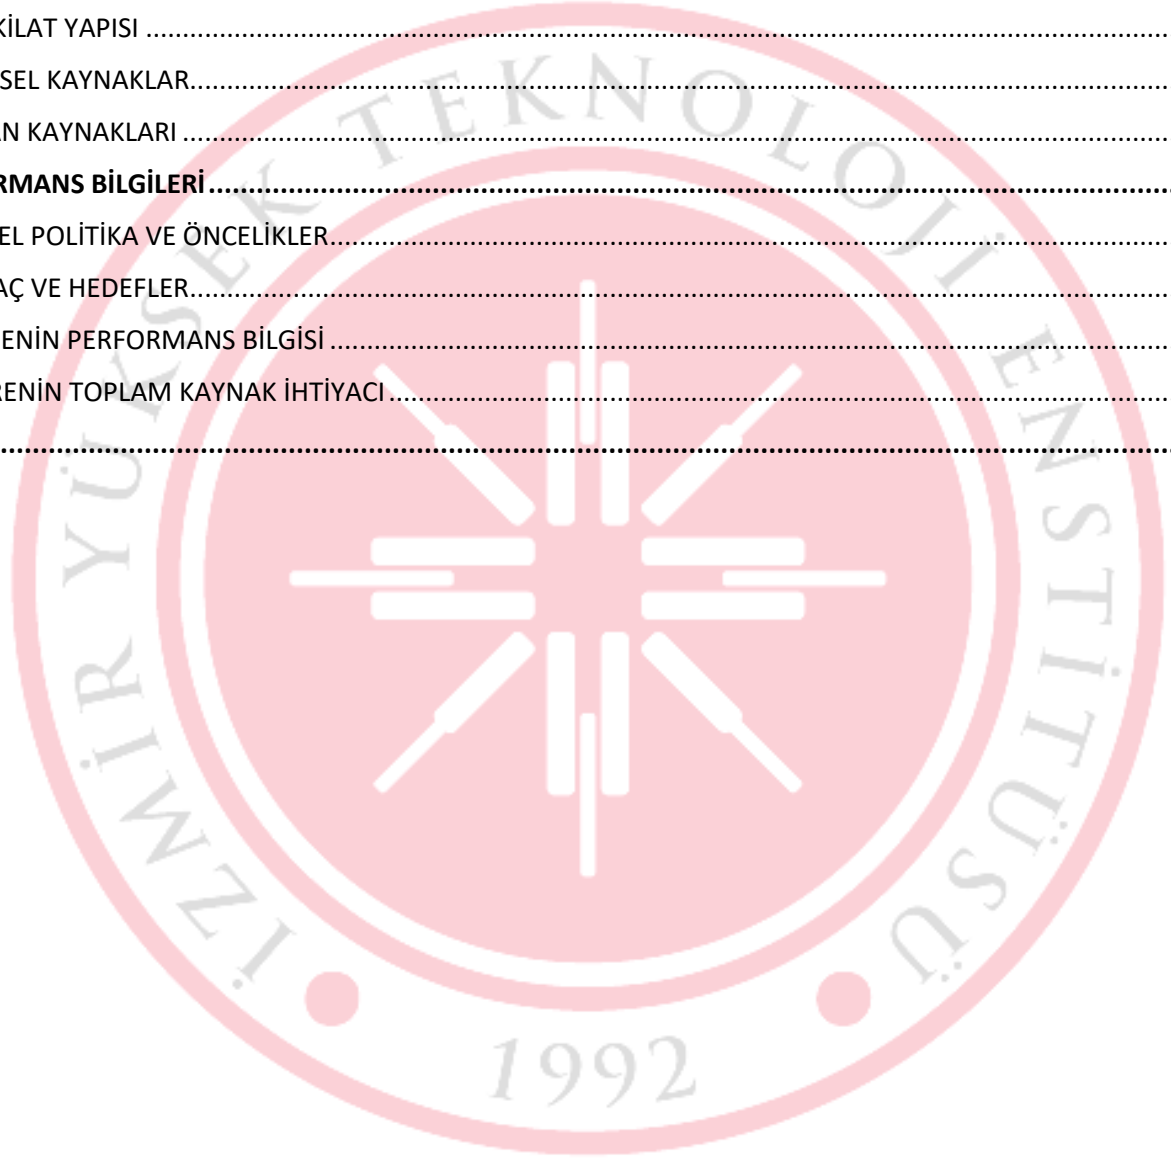 KİLAT YAPISI ........................................
SEL KAYNAKLAR........................................
AN KAYNAKLARI ........................................
RMANS BİLGİLERİ........................................
EL POLİTİKA VE ÖNCELİKLER........................................
AÇ VE HEDEFLER........................................
ENİN PERFORMANS BİLGİSİ ........................................
RENİN TOPLAM KAYNAK İHTİYACI ........................................
İZMİR YÜKSEK TEKNOLOJİ ENSTİTÜSÜ
1992